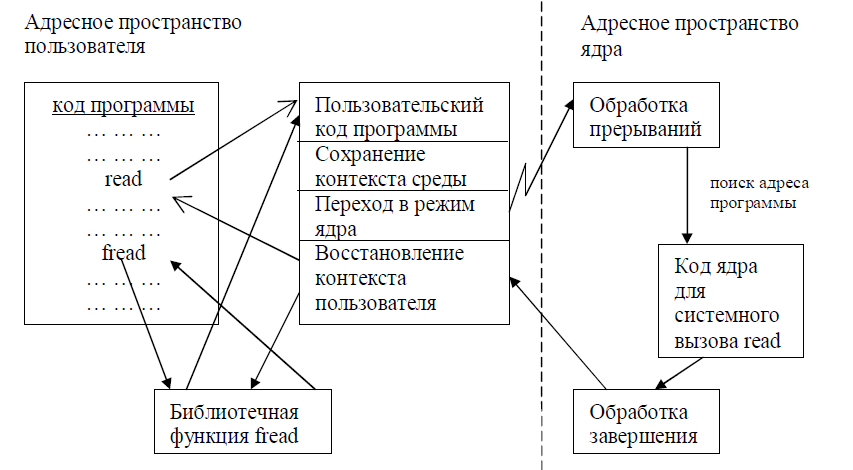 Адресное пространство
пользователя
Адресное пространство
ядра
код программы
… … …
… … …
read
… … …
… … …
fread
… … …
… … …
Пользовательский
код программы
Сохранение
контекста среды
Переход в режим
ядра
Восстановление
контекста
пользователя
Обработка
прерываний
поиск адреса
программы
Код ядра
для
системного
вызова read
Обработка
завершения
Библиотечная
функция fread